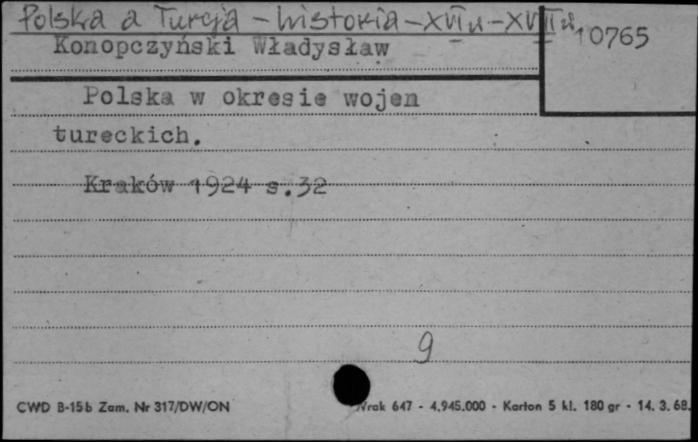 Polska a Turcja - historia - XVI w - XVIII w
10765
Konopczyński Władysław
Polska w okresie wojen
tureckich.
Kraków 1924 s.32
9
CWD B-15b Zam. Nr 317/DW/ON
Wrak 647 - 4.945.000 - Karton 5 kl. 180 gr - 14. 3. 68.